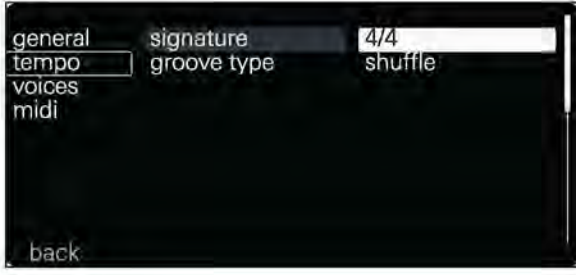 general signature 4/4
tempo groove type shuffle
voices
midi
back